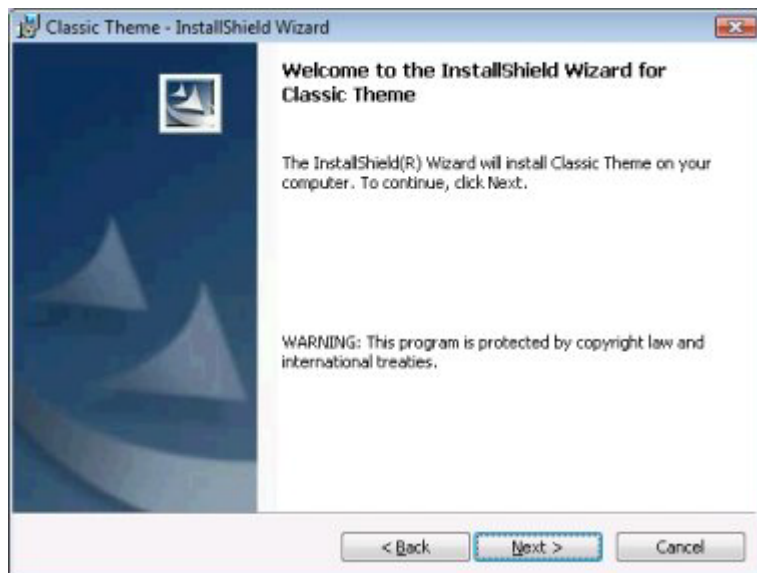 Classic Theme - InstallShield Wizard
Welcome to the InstallShield Wizard for
Classic Theme
The InstallShield(R) Wizard will install Classic Theme on your
computer. To continue, click Next.
WARNING: This program is protected by copyright law and
international treaties.
< Back Next > Cancel